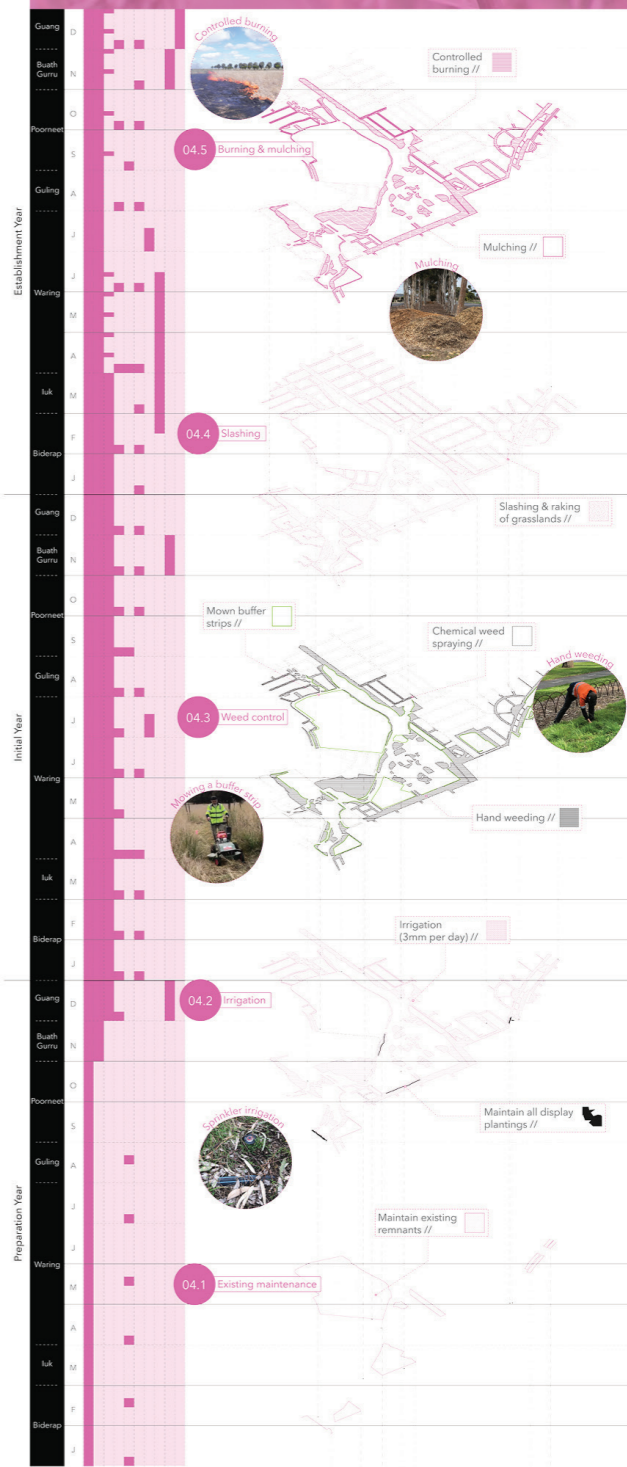 Establishment Year
Guang
Buath
Gurru
Poorneet
Guling
Waring
Iuk
Biderap
D
N
O
S
A
J
J
M
A
M
F
J
Controlled burning
Controlled
burning //
04.5 Burning & mulching
Mulching //
Mulching
04.4 Slashing
Slashing & raking
of grasslands //
Initial Year
Guang
Buath
Gurru
Poorneet
Guling
Waring
Iuk
Biderap
D
N
O
S
A
J
J
M
A
M
F
J
Mown buffer
strips //
Chemical weed
spraying //
Hand weeding
04.3 Weed control
Mowing a buffer strip
Hand weeding //
Irrigation
(3mm per day) //
Preparation Year
Guang
Buath
Gurru
Poorneet
Guling
Waring
Iuk
Biderap
D
N
O
S
A
J
J
M
A
M
F
J
04.2 Irrigation
Maintain all display
plantings //
Sprinkler irrigation
Maintain existing
remnants //
04.1 Existing maintenance